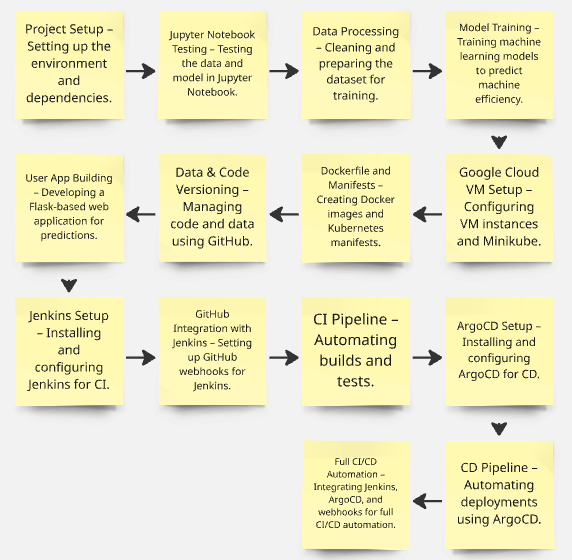 Project Setup –
Setting up the
environment
and
dependencies.
Jupyter Notebook
Testing – Testing
the data and
model in Jupyter
Notebook.
Data Processing
– Cleaning and
preparing the
dataset for
training.
Model Training –
Training machine
learning models
to predict
machine
efficiency.
Google Cloud
VM Setup –
Configuring
VM instances
and Minikube.
Dockerfile and
Manifests –
Creating Docker
images and
Kubernetes
manifests.
Data & Code
Versioning –
Managing
code and data
using GitHub.
User App Building
– Developing a
Flask-based web
application for
predictions.
Jenkins Setup
– Installing
and
configuring
Jenkins for CI.
GitHub
Integration with
Jenkins – Setting
up GitHub
webhooks for
Jenkins.
CI Pipeline –
Automating
builds and
tests.
ArgoCD Setup –
Installing and
configuring
ArgoCD for CD.
CD Pipeline –
Automating
deployments
using ArgoCD.
Full CI/CD
Automation –
Integrating Jenkins,
ArgoCD, and
webhooks for full
CI/CD automation.